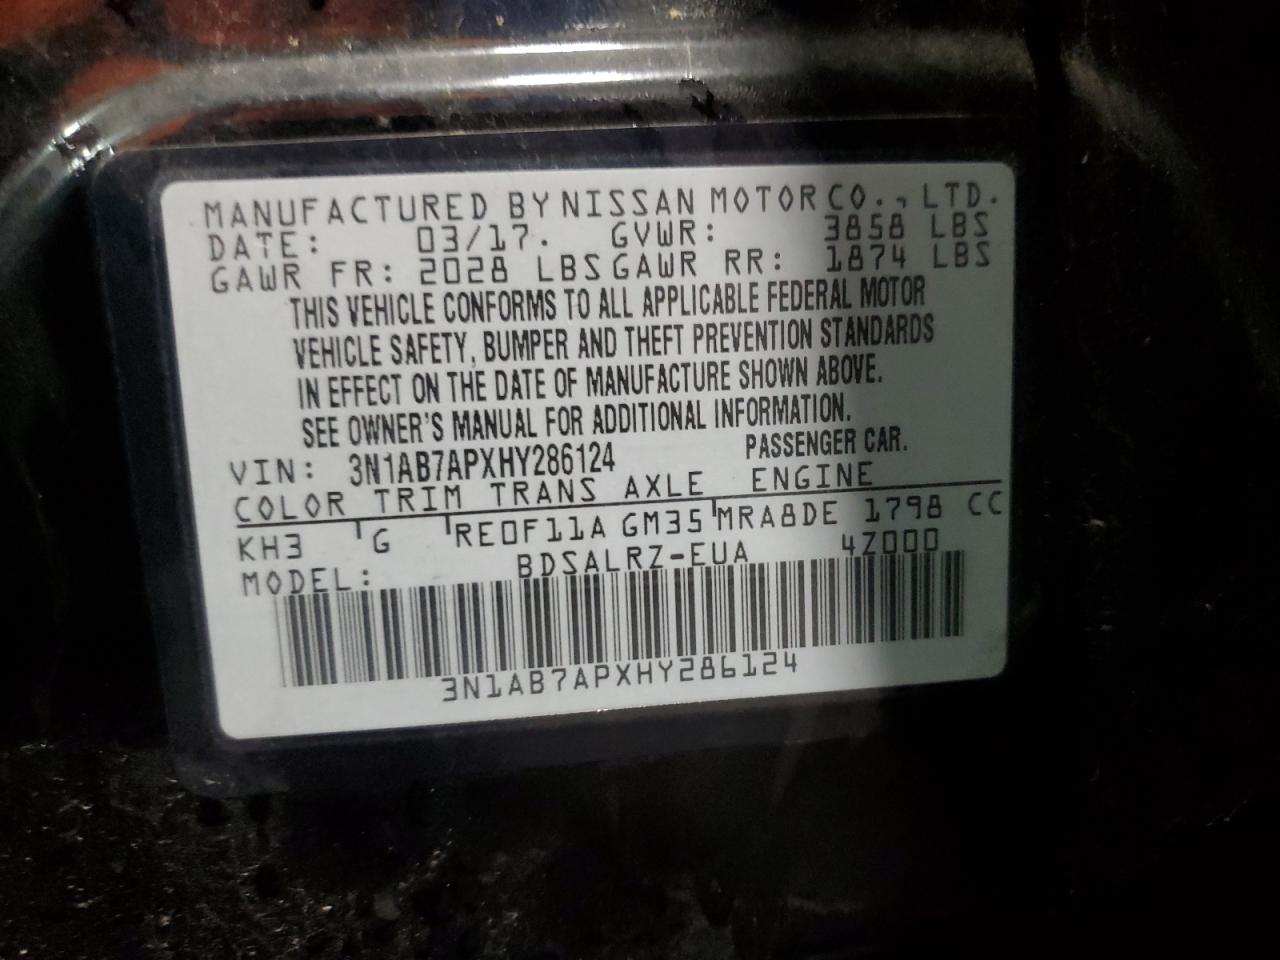 MANUFACTURED BY NISSAN MOTOR CO., LTD.
DATE: 03/17. GVWR: 3858 LBS
GAWR FR: 2028 LBS GAWR RR: 1874 LBS
THIS VEHICLE CONFORMS TO ALL APPLICABLE FEDERAL MOTOR
VEHICLE SAFETY, BUMPER AND THEFT PREVENTION STANDARDS
IN EFFECT ON THE DATE OF MANUFACTURE SHOWN ABOVE.
SEE OWNER'S MANUAL FOR ADDITIONAL INFORMATION.
VIN: 3N1AB7APXHY286124 PASSENGER CAR.
COLOR TRIM TRANS AXLE ENGINE
KH3 G RE0F11A GM35 MRA8DE 1798 CC
MODEL: BDSALRZ-EUA 4Z000
3N1AB7APXHY286124